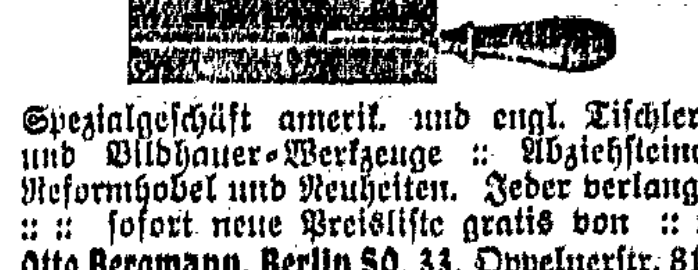 Spezialgeschäft amerik. und engl. Tischler
und Bildhauer-Werkzeuge :: Abziehsteine
Reformhobel und Neuheiten. Jeder verlang
:: :: sofort neue Preisliste gratis von ::
Otto Bergmann, Berlin SO. 33, Oppelnerstr. 8